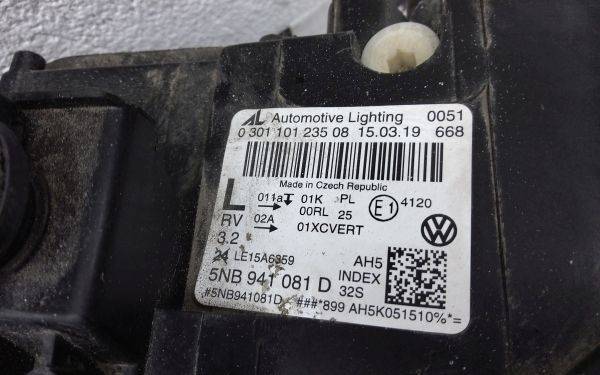 AL Automotive Lighting 0051
0 301 101 235 08 15.03.19 668
Made in Czech Republic
L 011a 01K PL E1 4120
00RL 25
RV 02A 01XCVERT
3.2
24 LE15A6359 AH5
5NB 941 081 D INDEX
32S
#5NB941081D ###*899 AH5K051510%*=